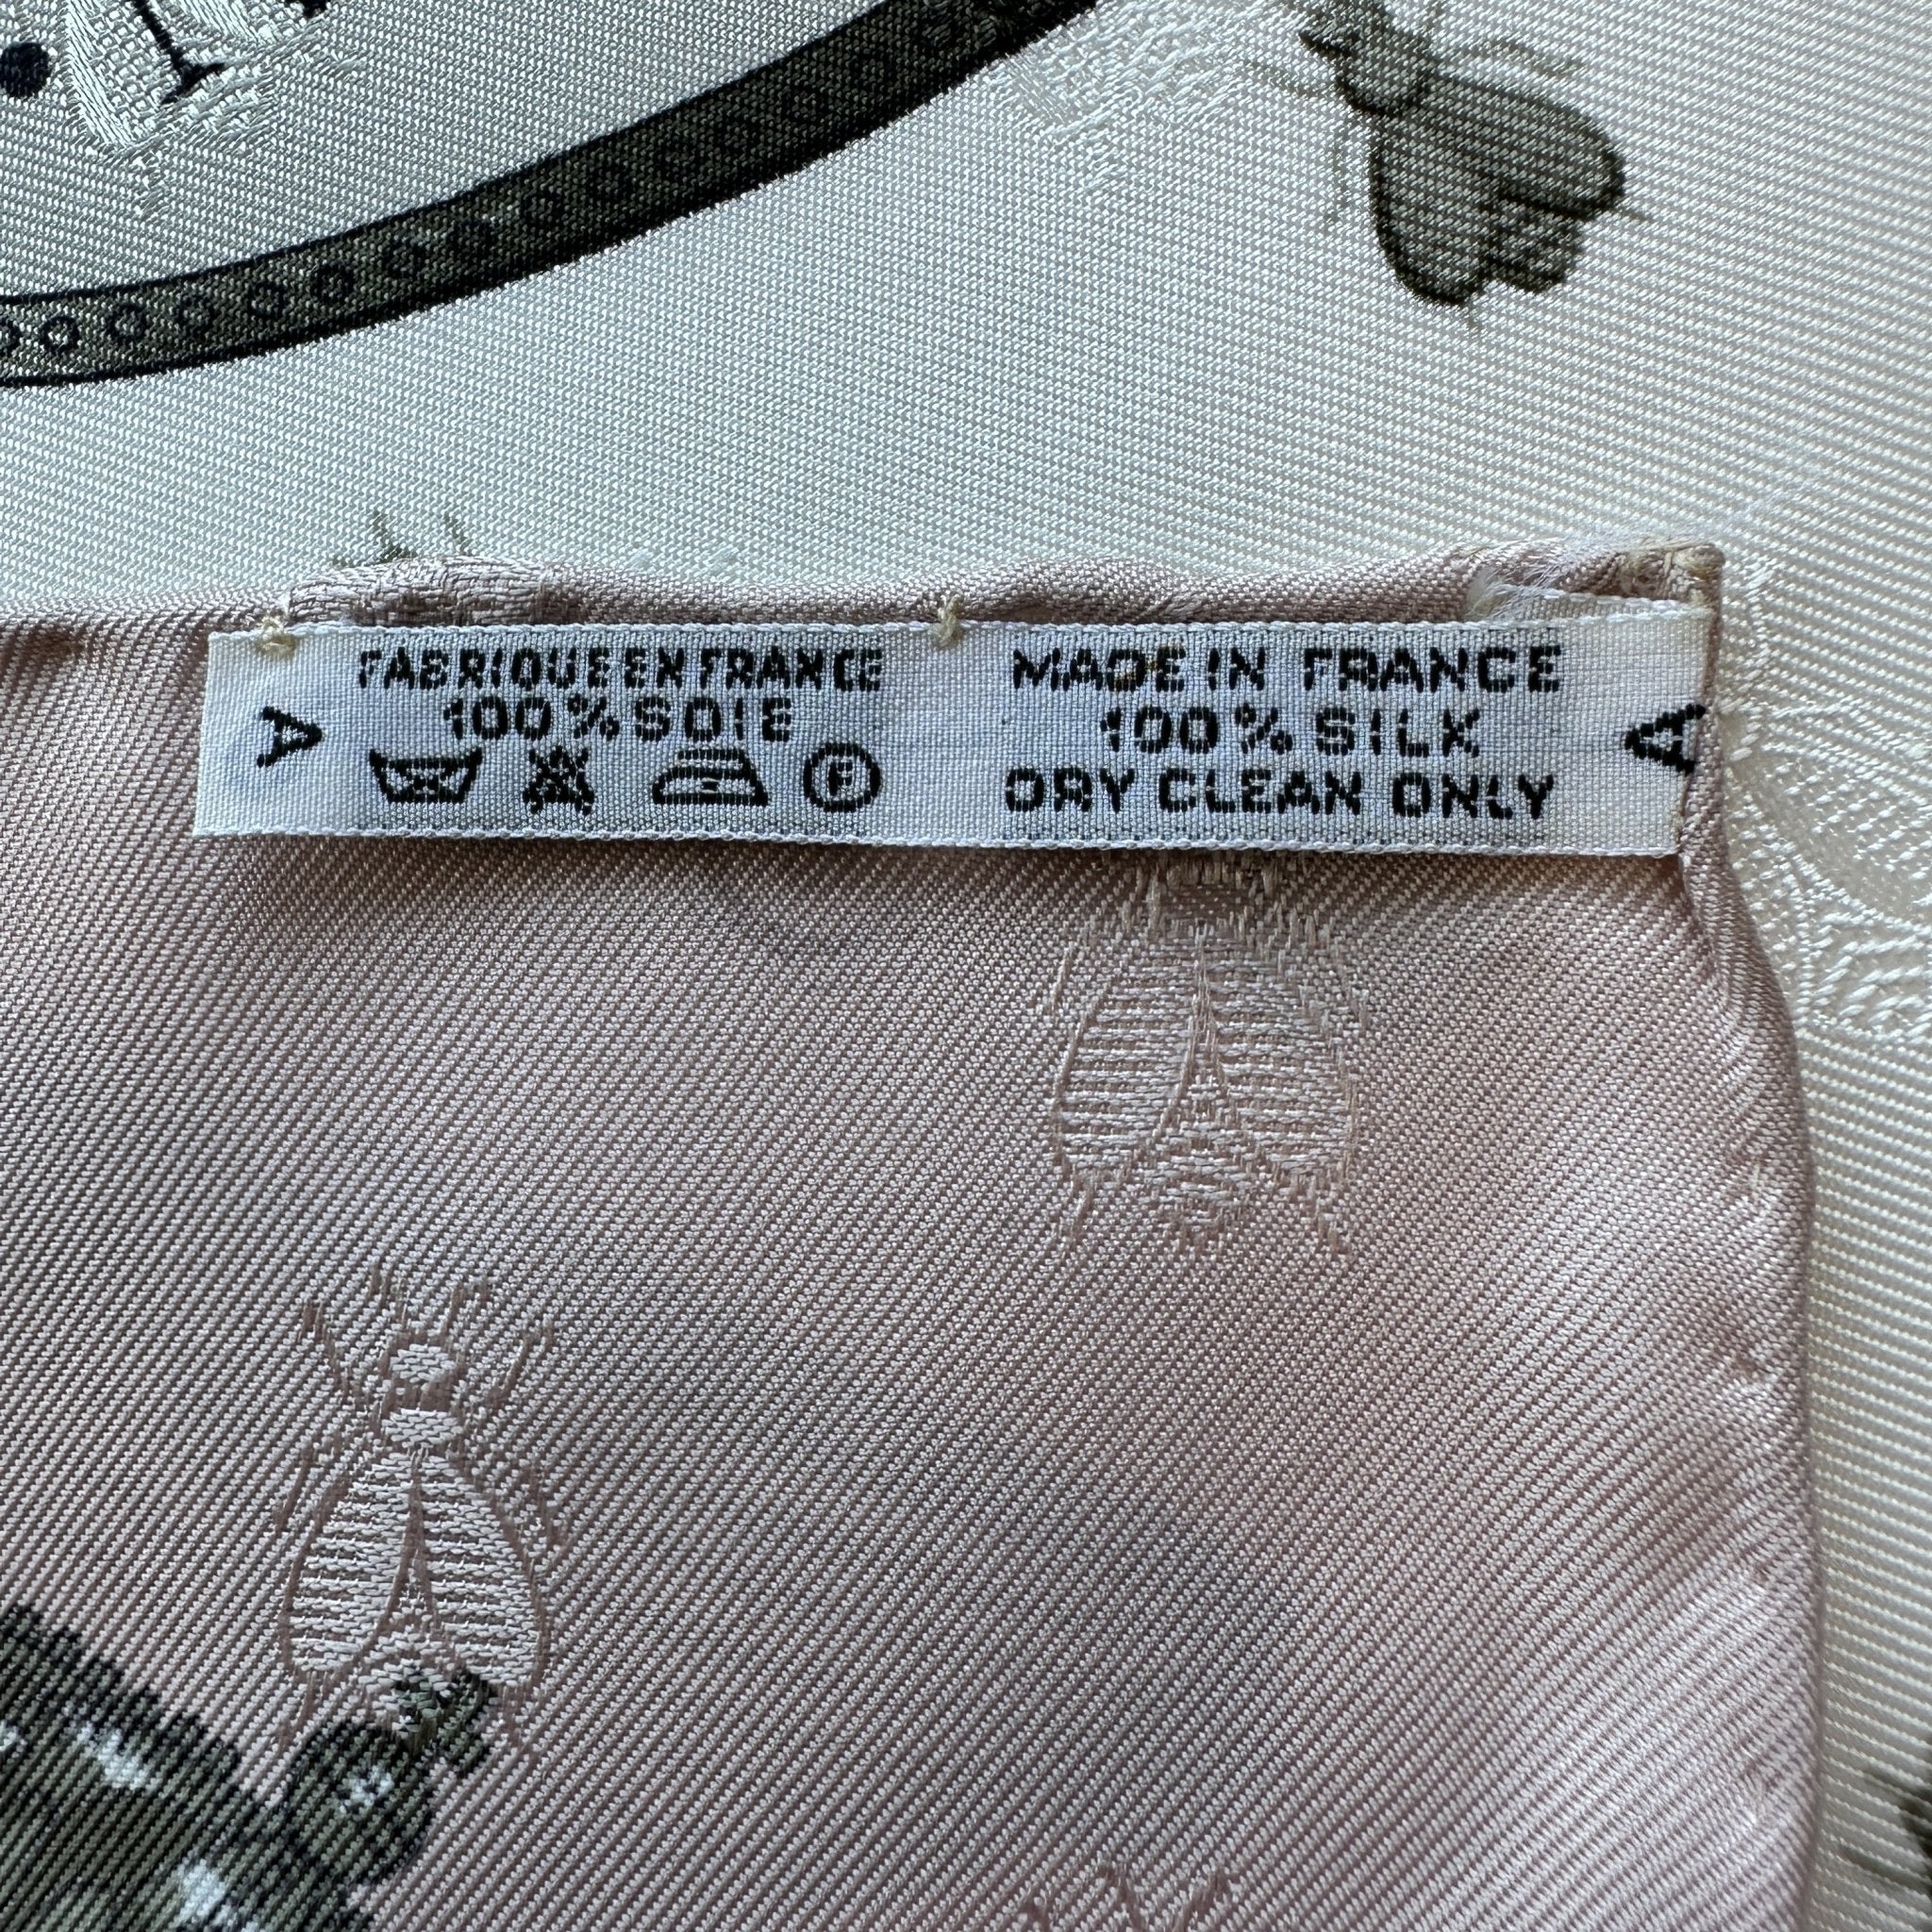 A
FABRIQUE EN FRANCE
100% SOIE
F
MADE IN FRANCE
100% SILK
DRY CLEAN ONLY
A